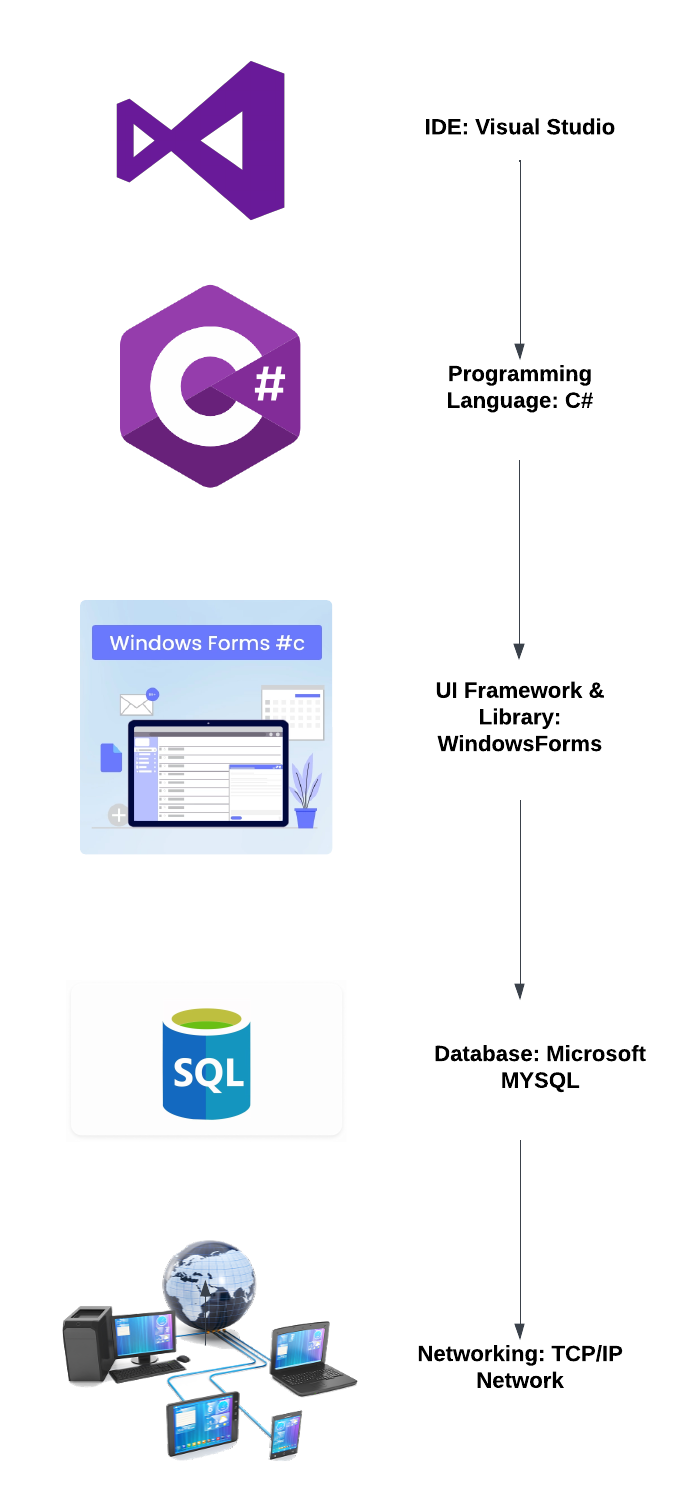 IDE: Visual Studio
#
Programming
Language: C#
Windows Forms #c
UI Framework &
Library:
WindowsForms
SQL
Database: Microsoft
MYSQL
Networking: TCP/IP
Network